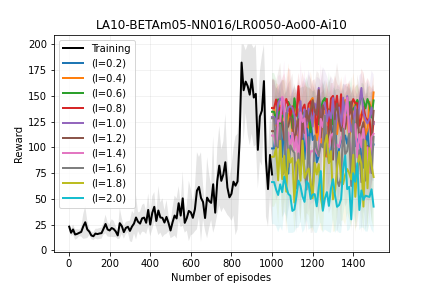 LA10-BETAm05-NN016/LR0050-Ao00-Ai10
Reward
200
175
150
125
100
75
50
25
0
Training
(l=0.2)
(l=0.4)
(l=0.6)
(l=0.8)
(l=1.0)
(l=1.2)
(l=1.4)
(l=1.6)
(l=1.8)
(l=2.0)
0 200 400 600 800 1000 1200 1400
Number of episodes